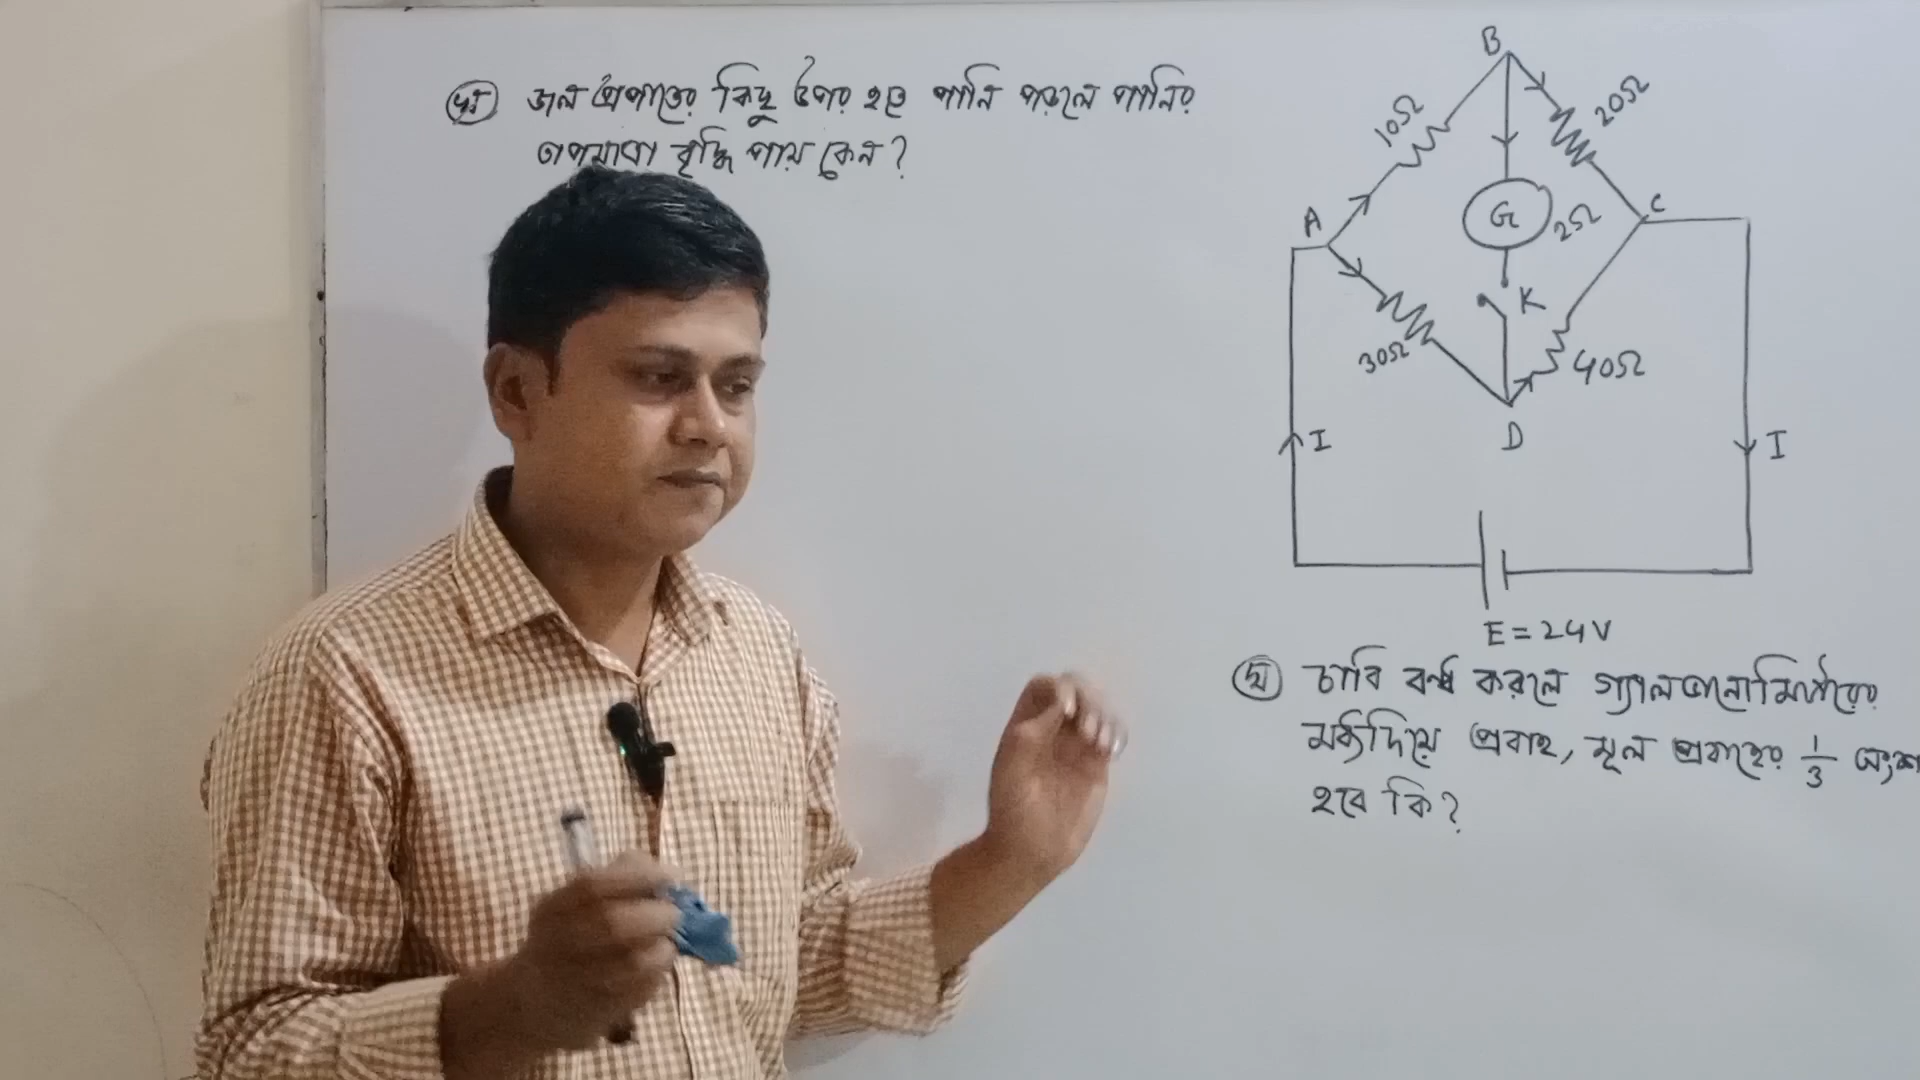 জল প্রপাতের কিছু উপর হতে পানি পড়লে পানির
তাপমাত্রা বৃদ্ধি পায় কেন?
B
10Ω
20Ω
A
C
G
2Ω
K
30Ω
40Ω
D
I
I
E = 24V
ঘ চাবি বন্ধ করলে গ্যালভানোমিটারের
মধ্যদিয়ে প্রবাহ, মূল প্রবাহের 1/3 অংশ
হবে কি?